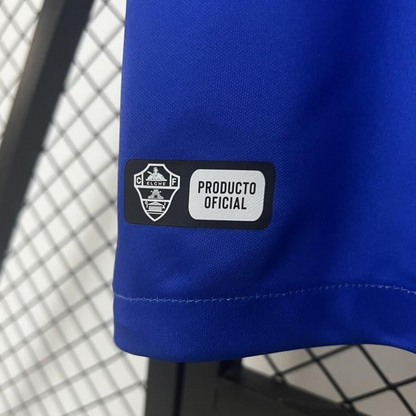 C F
ELCHE
PRODUCTO
OFICIAL